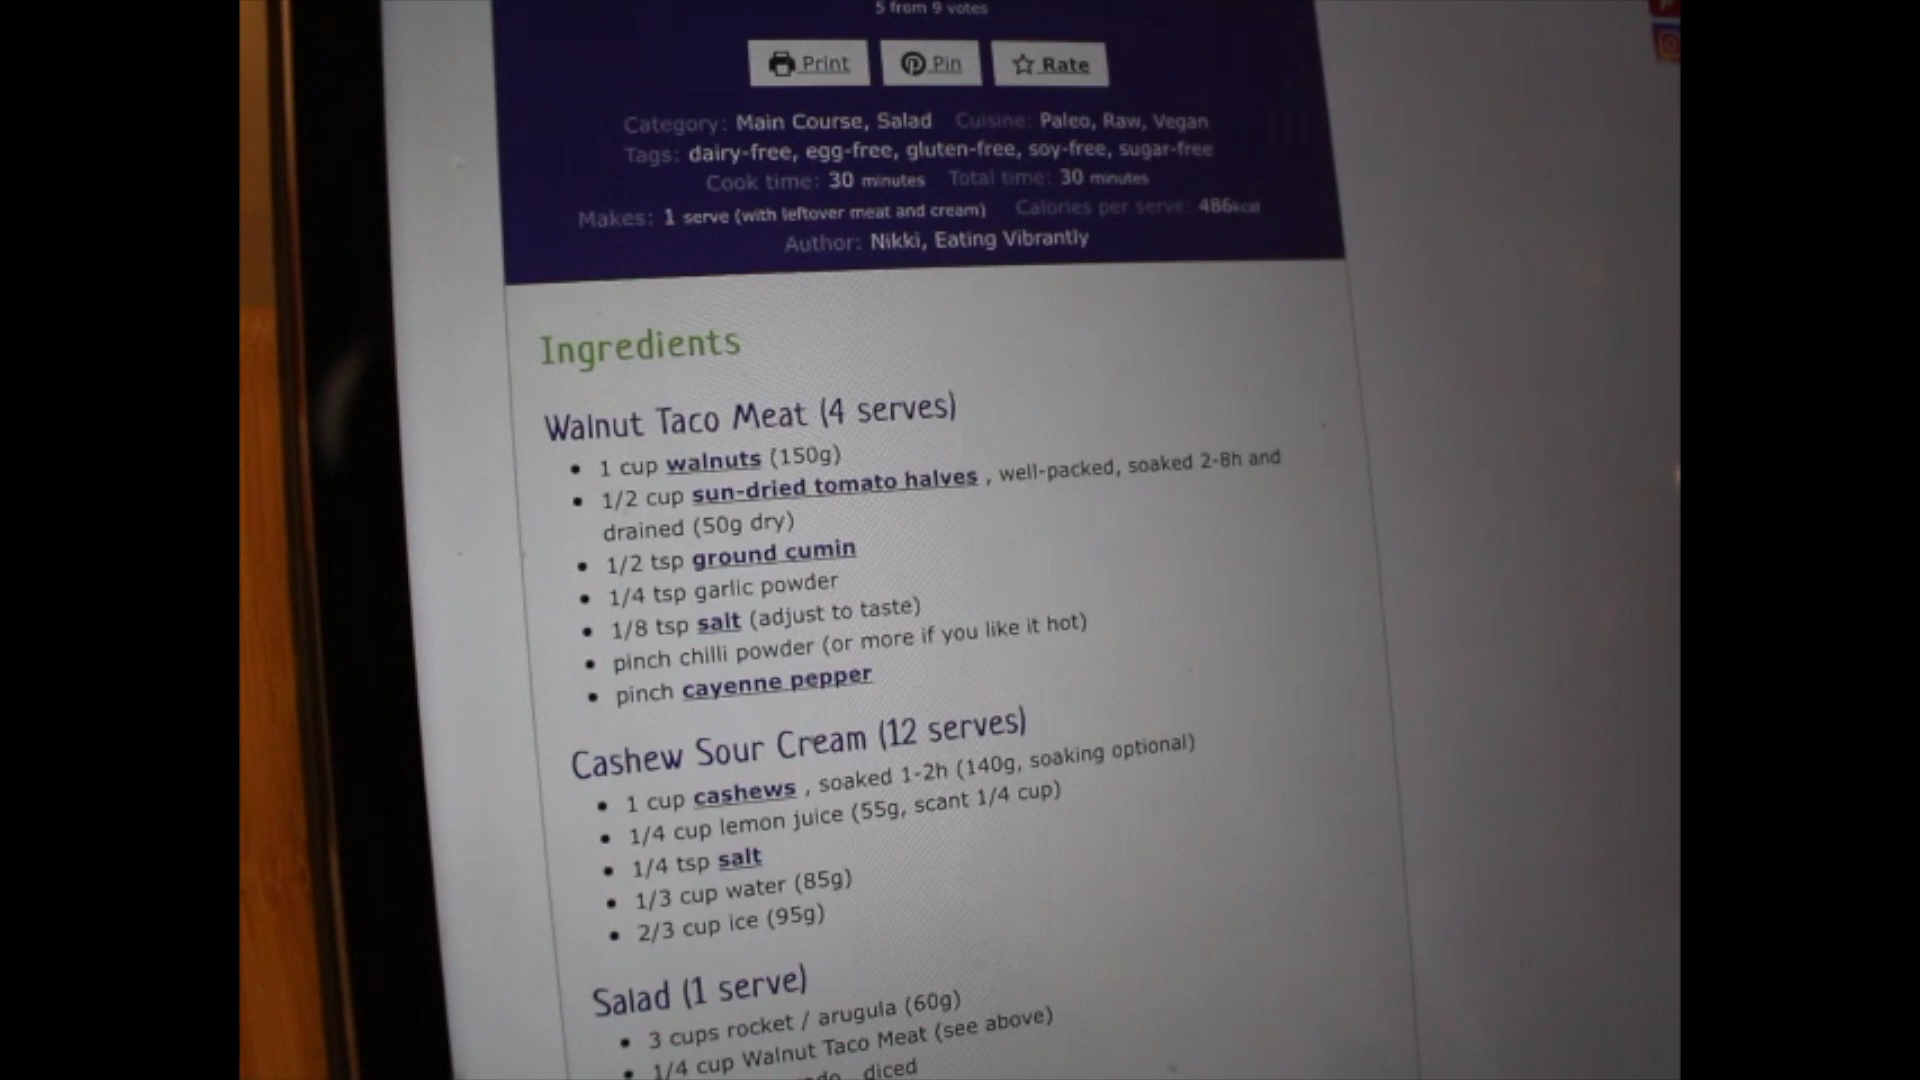 5 from 9 votes
Print Pin Rate
Category: Main Course, Salad Cuisine: Paleo, Raw, Vegan
Tags: dairy-free, egg-free, gluten-free, soy-free, sugar-free
Cook time: 30 minutes Total time: 30 minutes
Makes: 1 serve (with leftover meat and cream) Calories per serve: 486kcal
Author: Nikki, Eating Vibrantly
Ingredients
Walnut Taco Meat (4 serves)
• 1 cup walnuts (150g)
• 1/2 cup sun-dried tomato halves , well-packed, soaked 2-8h and
drained (50g dry)
• 1/2 tsp ground cumin
• 1/4 tsp garlic powder
• 1/8 tsp salt (adjust to taste)
• pinch chilli powder (or more if you like it hot)
• pinch cayenne pepper
Cashew Sour Cream (12 serves)
• 1 cup cashews , soaked 1-2h (140g, soaking optional)
• 1/4 cup lemon juice (55g, scant 1/4 cup)
• 1/4 tsp salt
• 1/3 cup water (85g)
• 2/3 cup ice (95g)
Salad (1 serve)
• 3 cups rocket / arugula (60g)
• 1/4 cup Walnut Taco Meat (see above)
diced